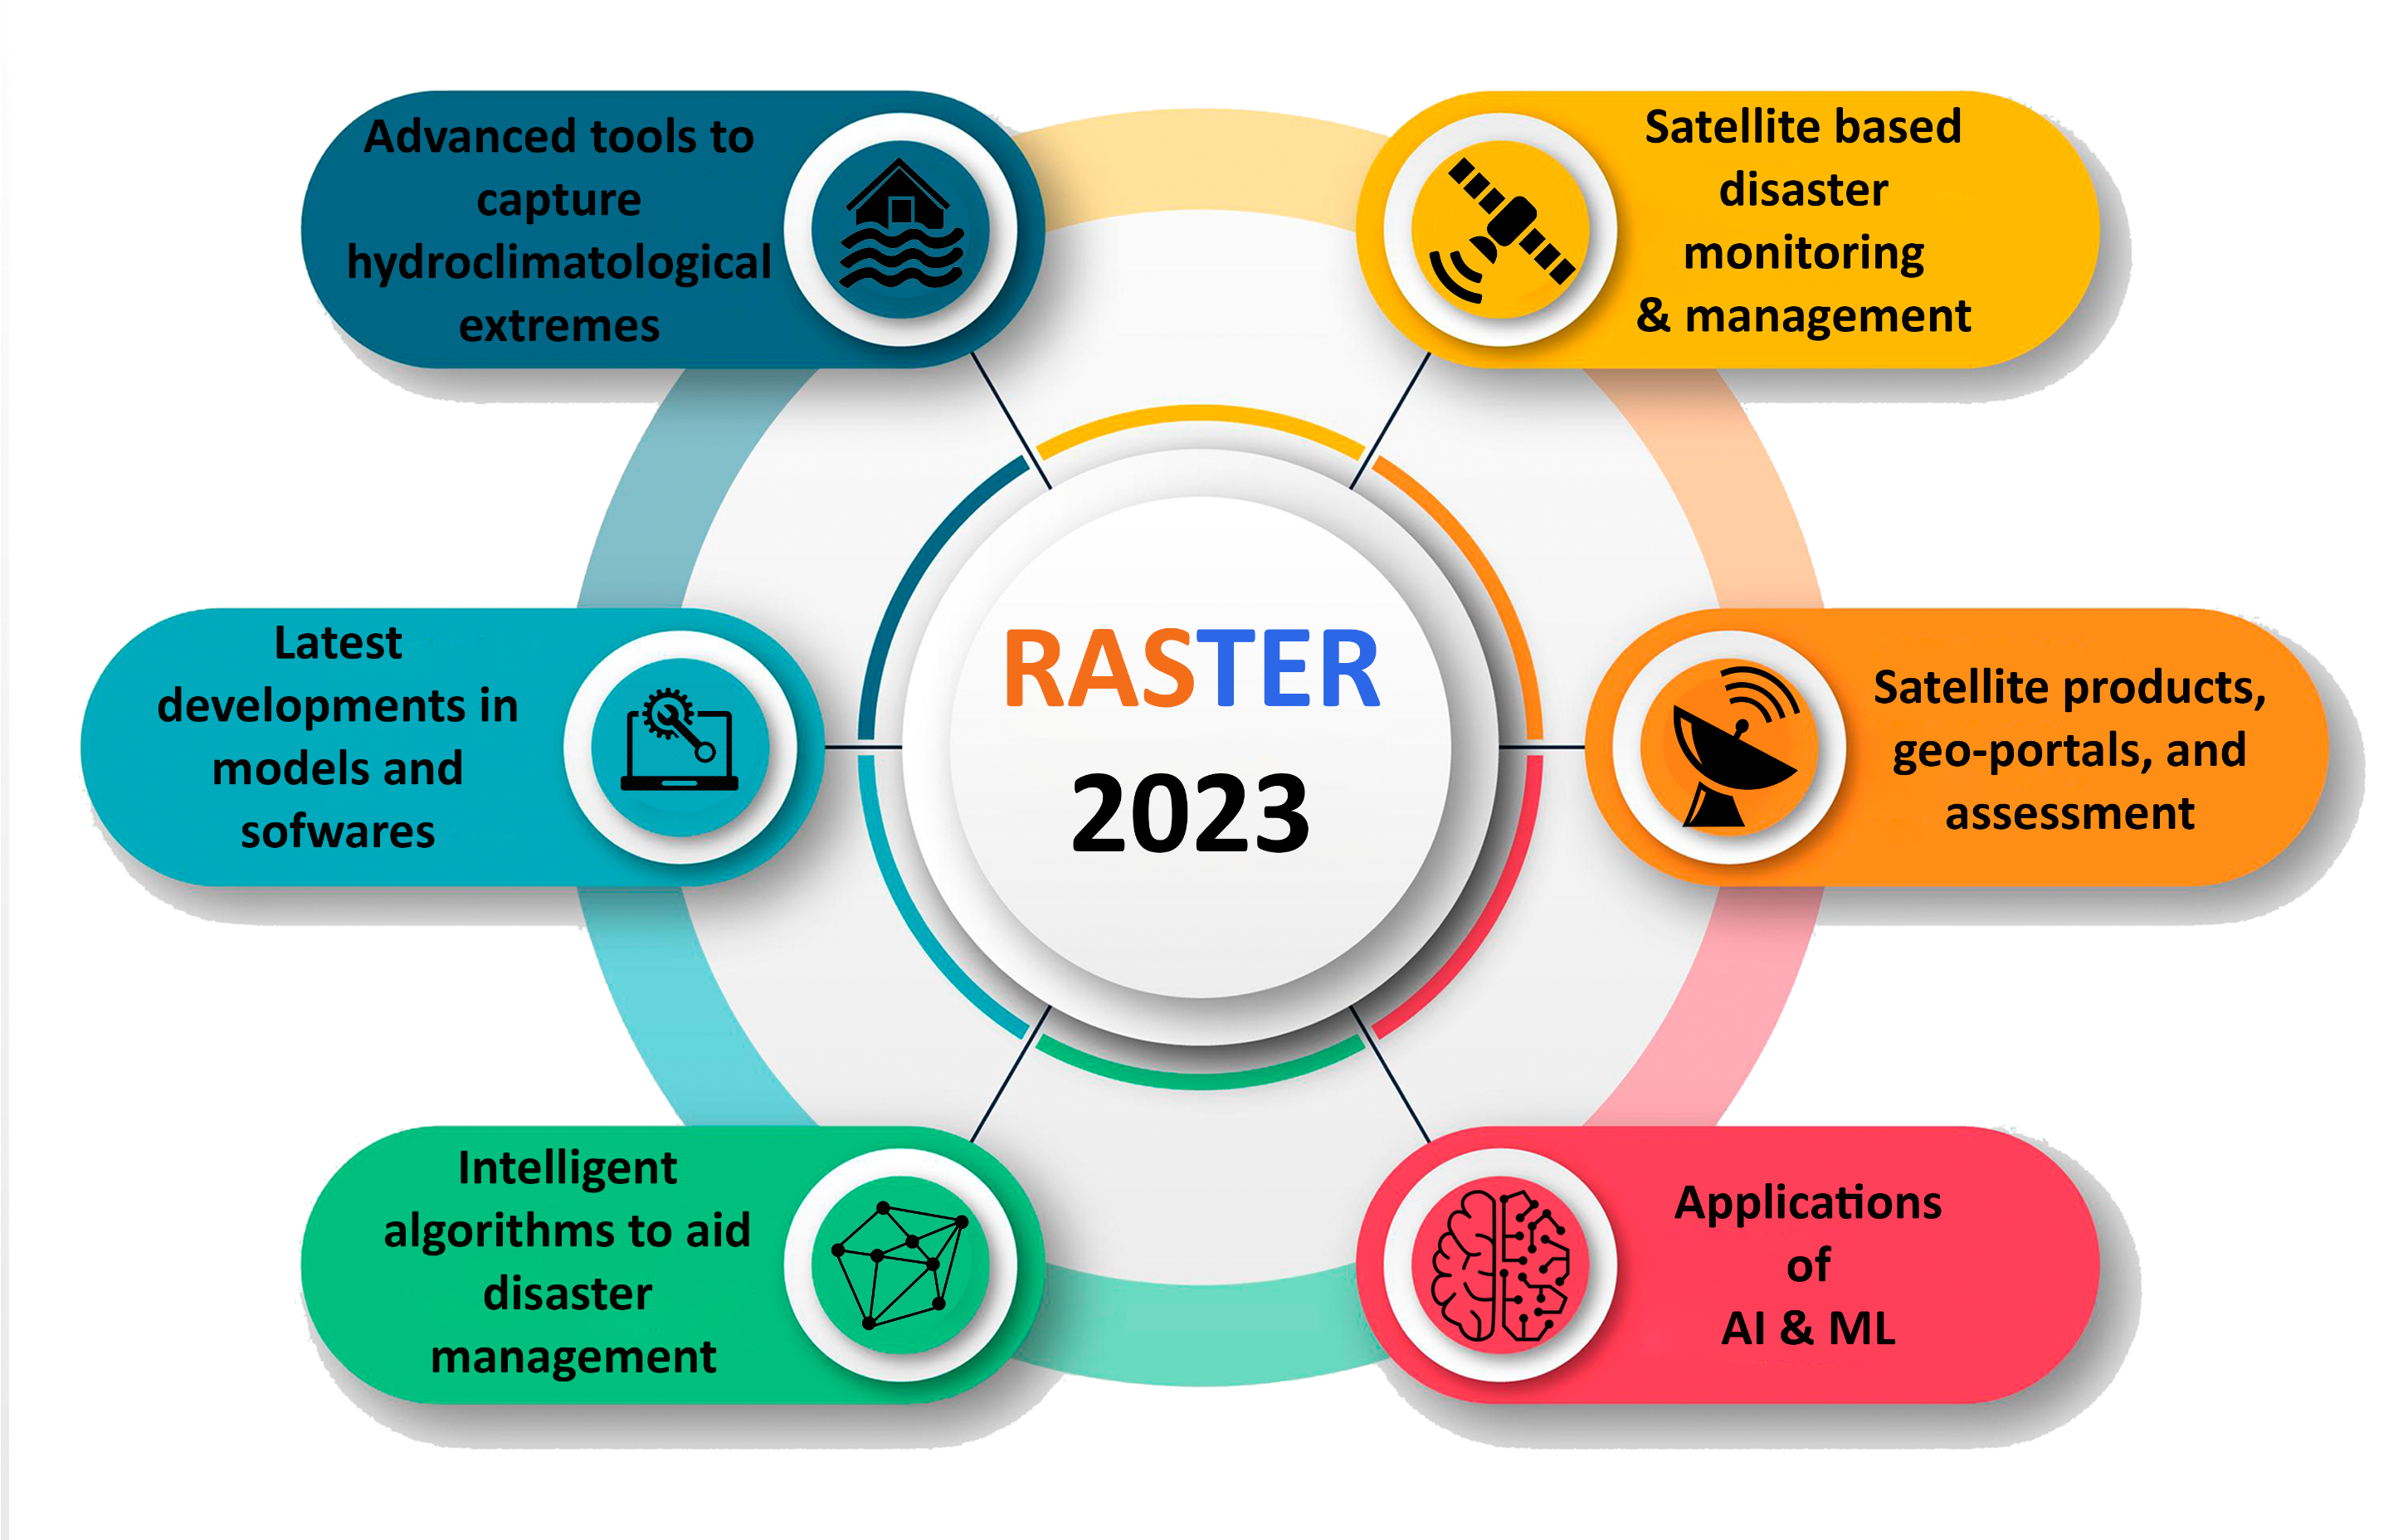 Advanced tools to
capture
hydroclimatological
extremes
Satellite based
disaster
monitoring
& management
Latest
developments in
models and
sofwares
RASTER
2023
Satellite products,
geo-portals, and
assessment
Intelligent
algorithms to aid
disaster
management
Applications
of
AI & ML